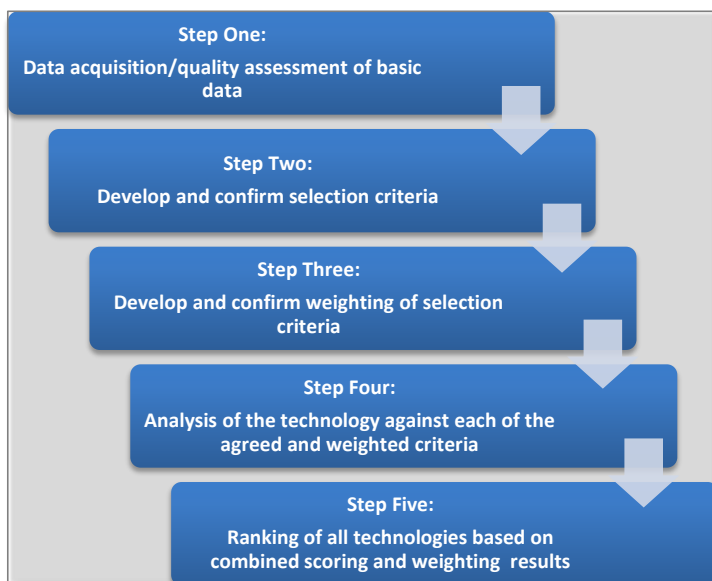 Step One:
Data acquisition/quality assessment of basic
data
Step Two:
Develop and confirm selection criteria
Step Three:
Develop and confirm weighting of selection
criteria
Step Four:
Analysis of the technology against each of the
agreed and weighted criteria
Step Five:
Ranking of all technologies based on
combined scoring and weighting results